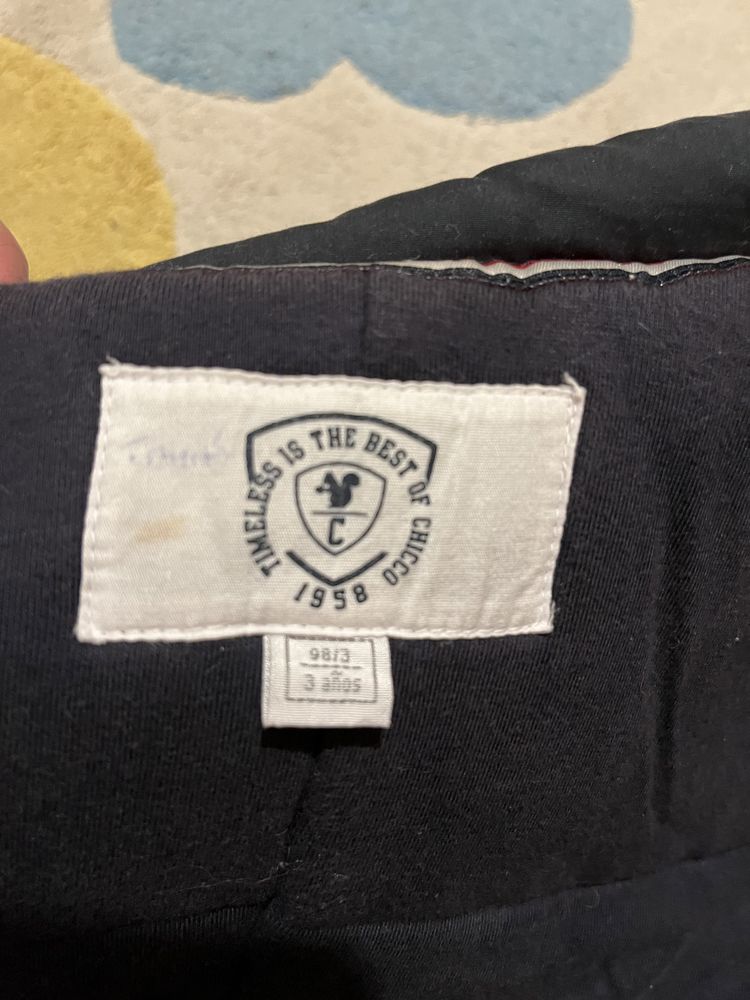 TIMELESS IS THE BEST OF CHICCO
C
1958
98/3
3 años